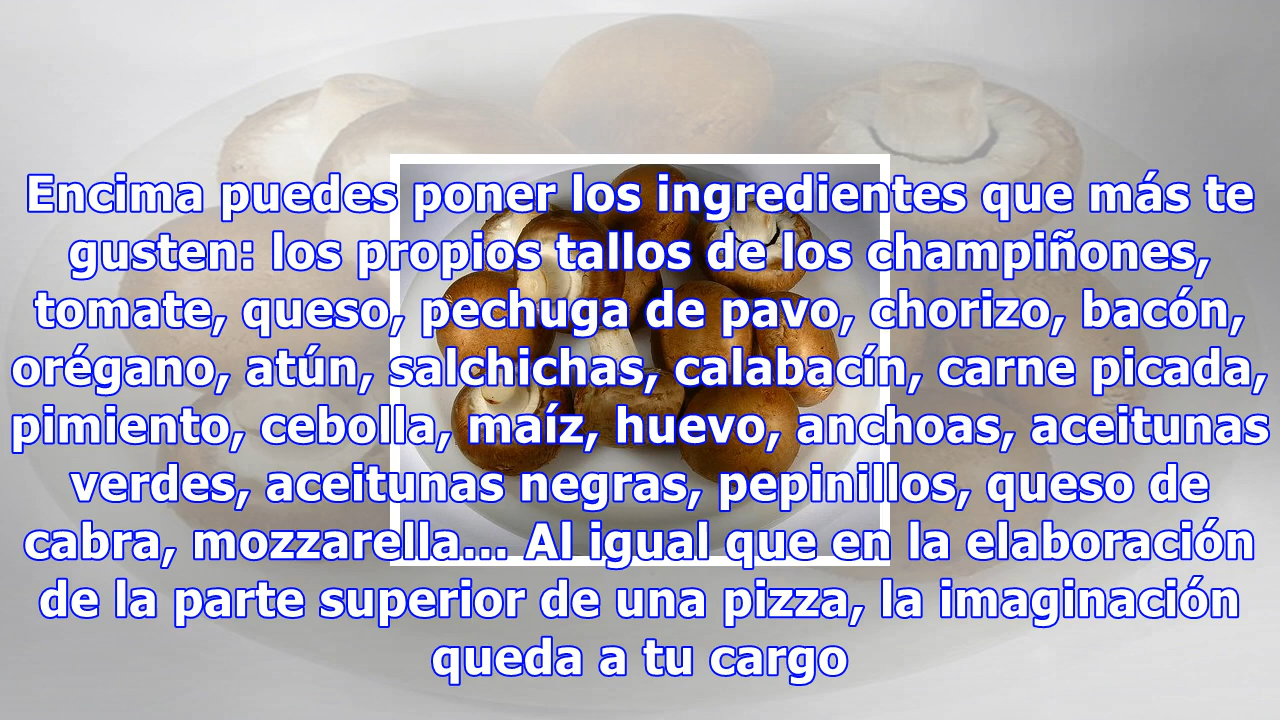 Encima puedes poner los ingredientes que más te
gusten: los propios tallos de los champiñones,
tomate, queso, pechuga de pavo, chorizo, bacón,
orégano, atún, salchichas, calabacín, carne picada,
pimiento, cebolla, maíz, huevo, anchoas, aceitunas
verdes, aceitunas negras, pepinillos, queso de
cabra, mozzarella... Al igual que en la elaboración
de la parte superior de una pizza, la imaginación
queda a tu cargo